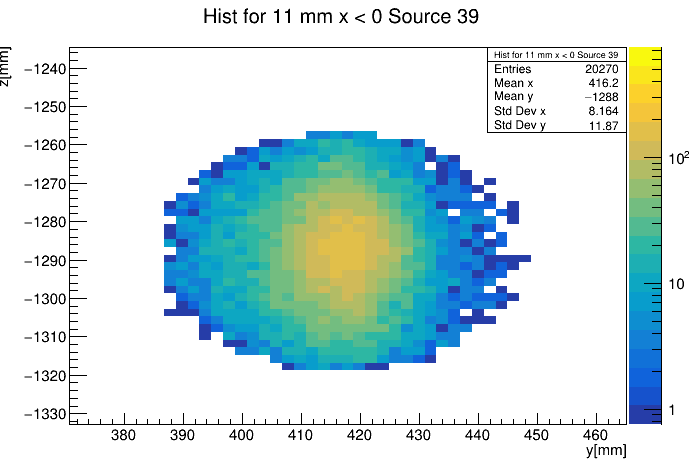 Hist for 11 mm x < 0 Source 39
z[mm]
Hist for 11 mm x < 0 Source 39
Entries 20270
Mean x 416.2
Mean y −1288
Std Dev x 8.164
Std Dev y 11.87
−1240
−1250
−1260
−1270
−1280
−1290
−1300
−1310
−1320
−1330
10²
10
1
380 390 400 410 420 430 440 450 460
y[mm]